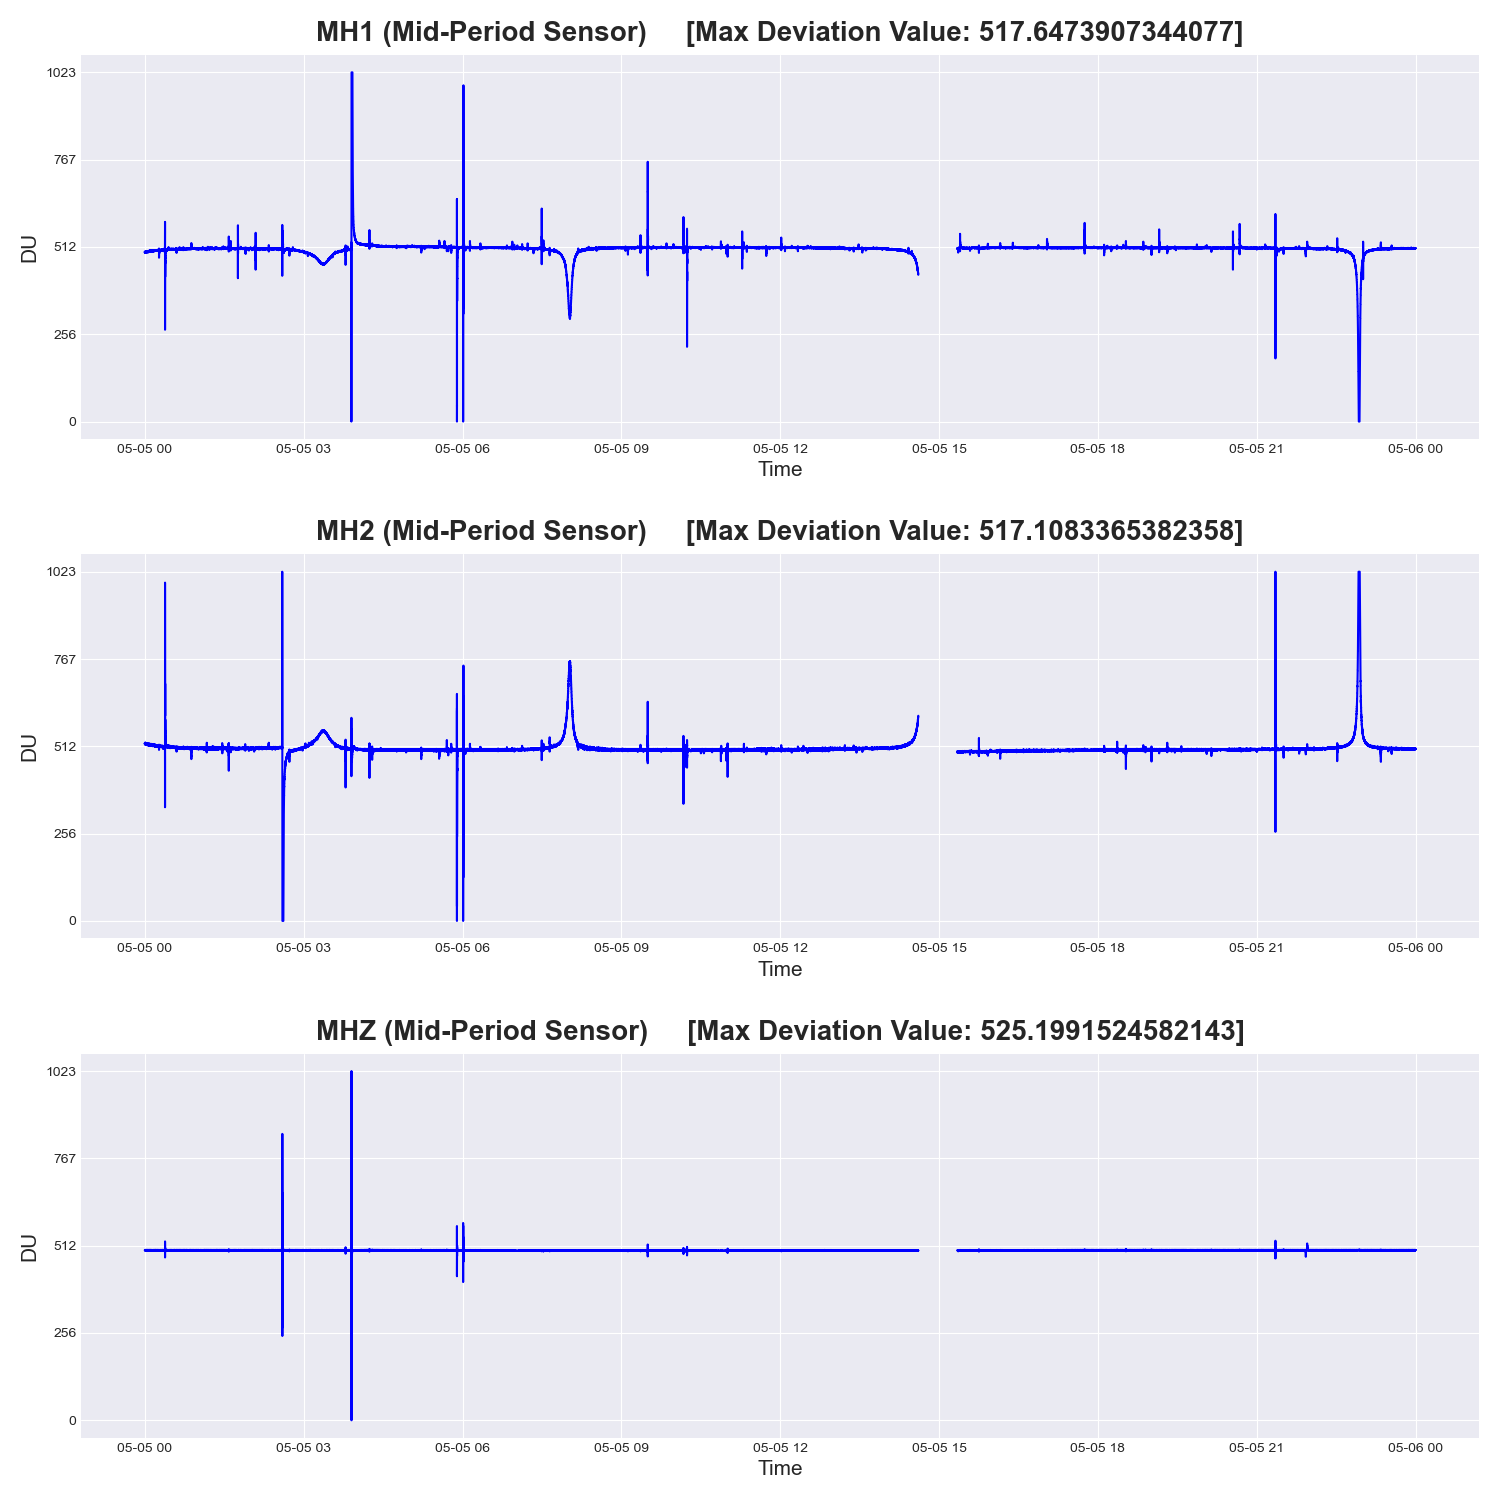 MH1 (Mid-Period Sensor) [Max Deviation Value: 517.6473907344077]
1023
767
512
256
0
DU
05-05 00 05-05 03 05-05 06 05-05 09 05-05 12 05-05 15 05-05 18 05-05 21 05-06 00
Time
MH2 (Mid-Period Sensor) [Max Deviation Value: 517.1083365382358]
1023
767
512
256
0
DU
05-05 00 05-05 03 05-05 06 05-05 09 05-05 12 05-05 15 05-05 18 05-05 21 05-06 00
Time
MHZ (Mid-Period Sensor) [Max Deviation Value: 525.1991524582143]
1023
767
512
256
0
DU
05-05 00 05-05 03 05-05 06 05-05 09 05-05 12 05-05 15 05-05 18 05-05 21 05-06 00
Time